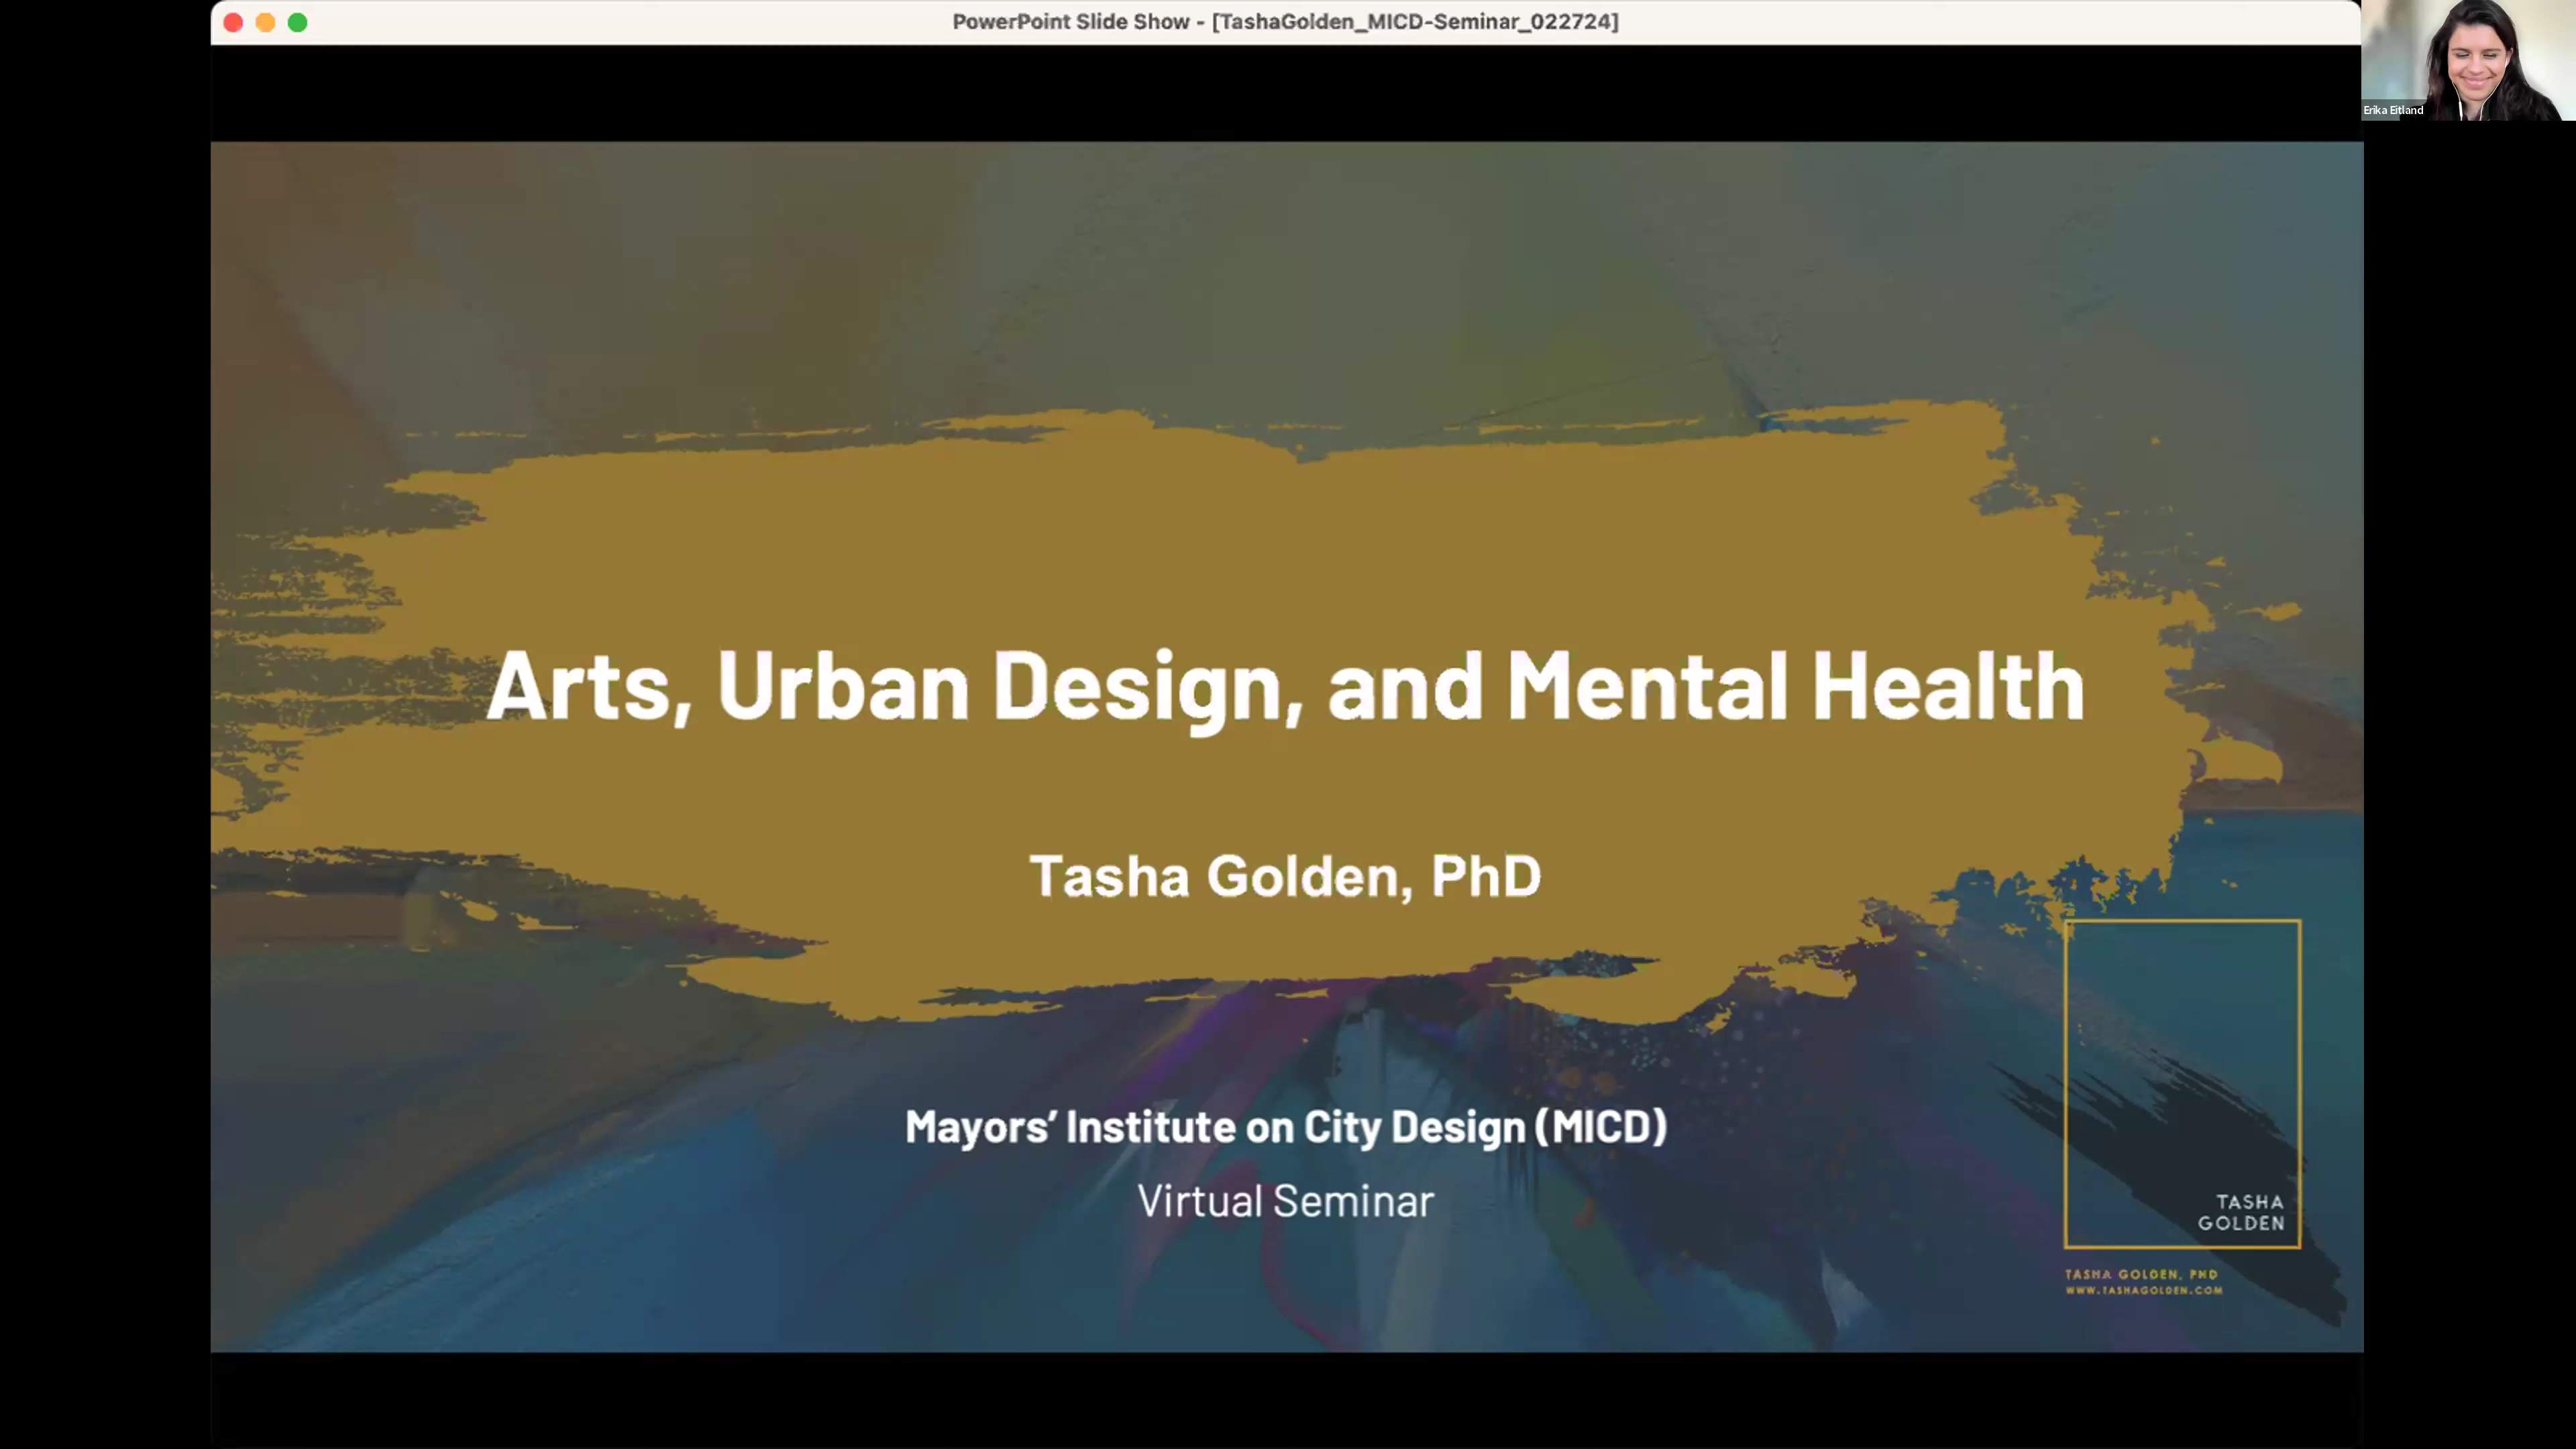 PowerPoint Slide Show - [TashaGolden_MICD-Seminar_022724]
Erika Eitland
Arts, Urban Design, and Mental Health
Tasha Golden, PhD
Mayors’ Institute on City Design (MICD)
Virtual Seminar
TASHA
GOLDEN
TASHA GOLDEN, PHD
WWW.TASHAGOLDEN.COM